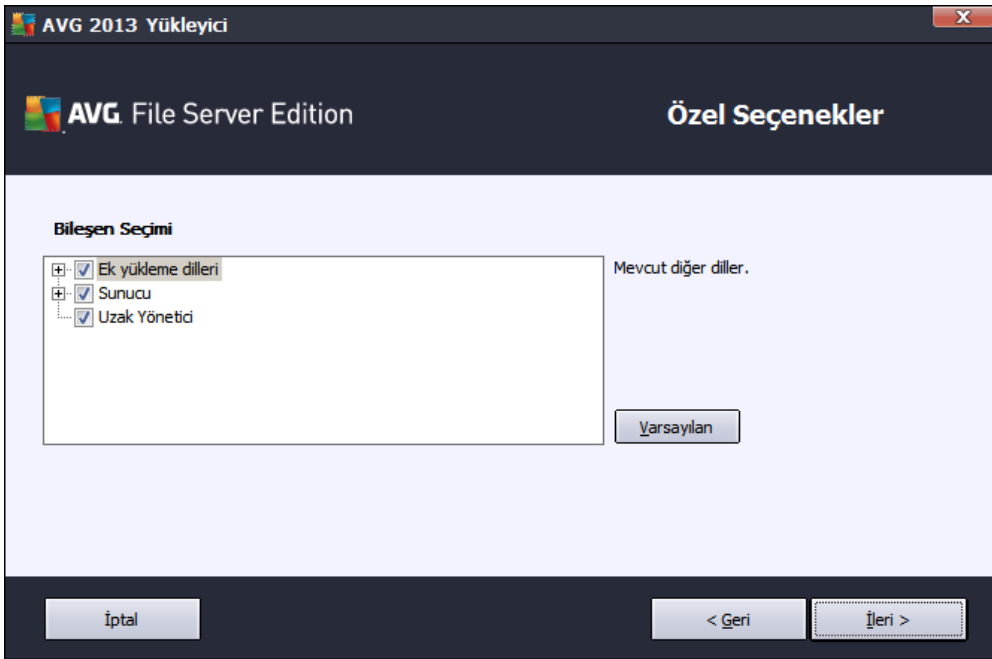 AVG 2013 Yükleyici
AVG. File Server Edition
Özel Seçenekler
Bileşen Seçimi
Ek yükleme dilleri
Sunucu
Uzak Yönetici
Mevcut diğer diller.
Varsayılan
İptal
< Geri
İleri >